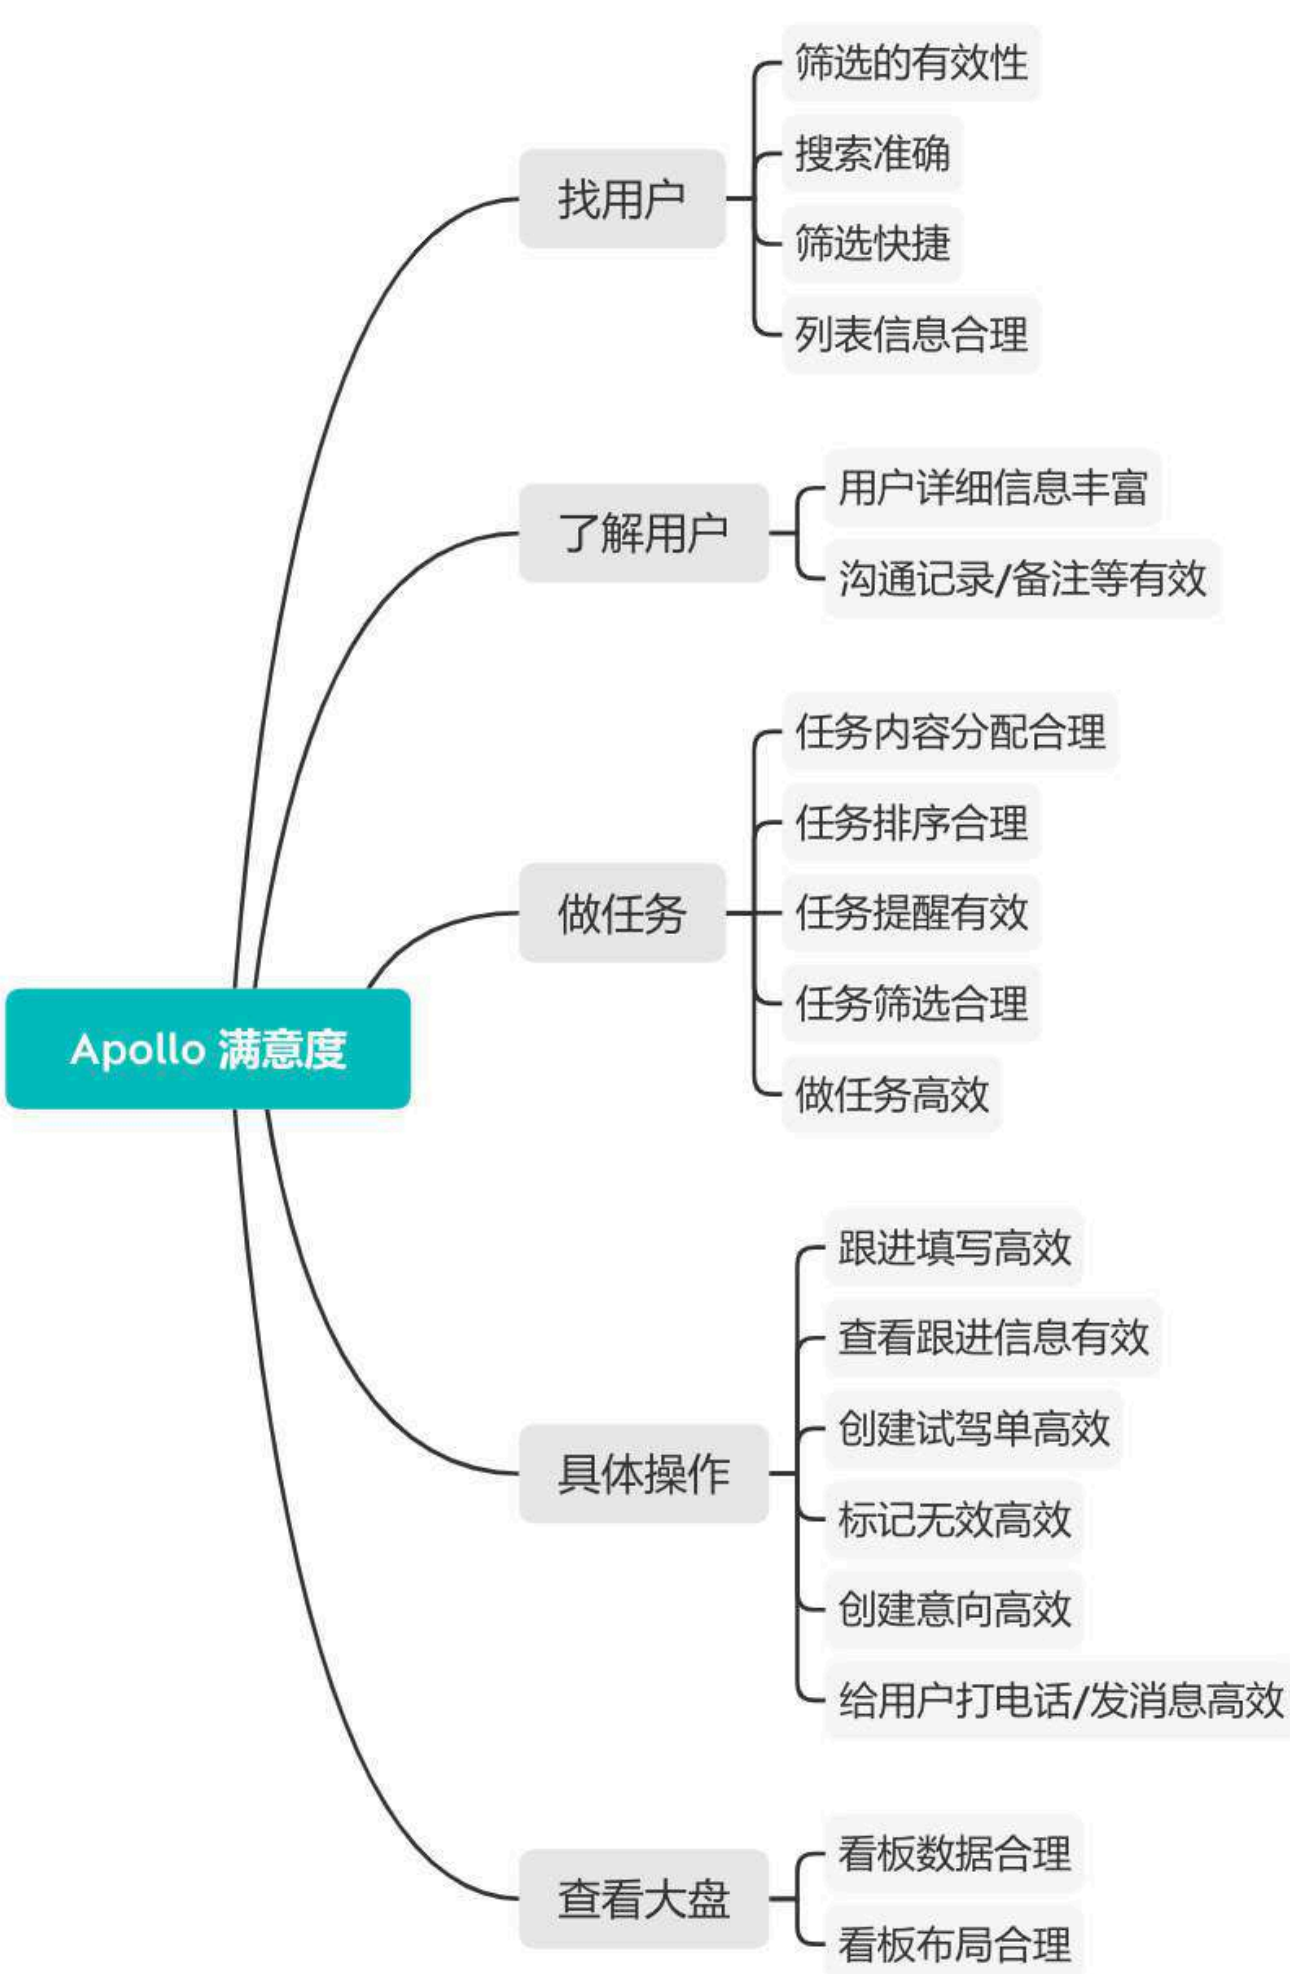 筛选的有效性
搜索准确
找用户
筛选快捷
列表信息合理
用户详细信息丰富
了解用户
沟通记录/备注等有效
任务内容分配合理
任务排序合理
做任务
任务提醒有效
任务筛选合理
Apollo 满意度
做任务高效
跟进填写高效
查看跟进信息有效
创建试驾单高效
具体操作
标记无效高效
创建意向高效
给用户打电话/发消息高效
看板数据合理
查看大盘
看板布局合理